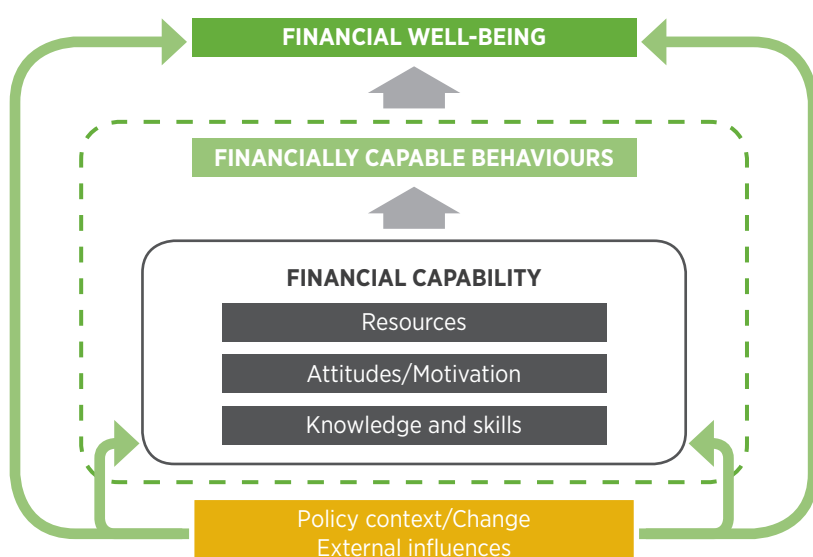 FINANCIAL WELL-BEING
FINANCIALLY CAPABLE BEHAVIOURS
FINANCIAL CAPABILITY
Resources
Attitudes/Motivation
Knowledge and skills
Policy context/Change
External influences